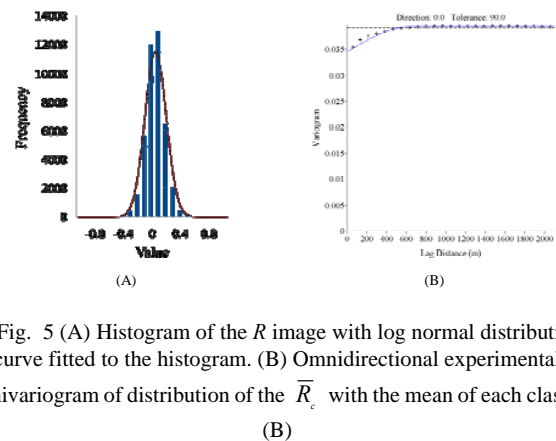 14000
12000
10000
8000
6000
4000
2000
0
Frequency
-0.8 -0.4 0 0.4 0.8
Value
(A)
Direction: 0.0 Tolerance: 90.0
0.035
0.03
0.025
0.02
0.015
0.01
0.005
0
Variogram
0 200 400 600 800 1000 1200 1400 1600 1800 2000
Lag Distance (m)
(B)
Fig. 5 (A) Histogram of the R image with log normal distributi
curve fitted to the histogram. (B) Omnidirectional experimental
nivariogram of distribution of the R̅c with the mean of each clas
(B)